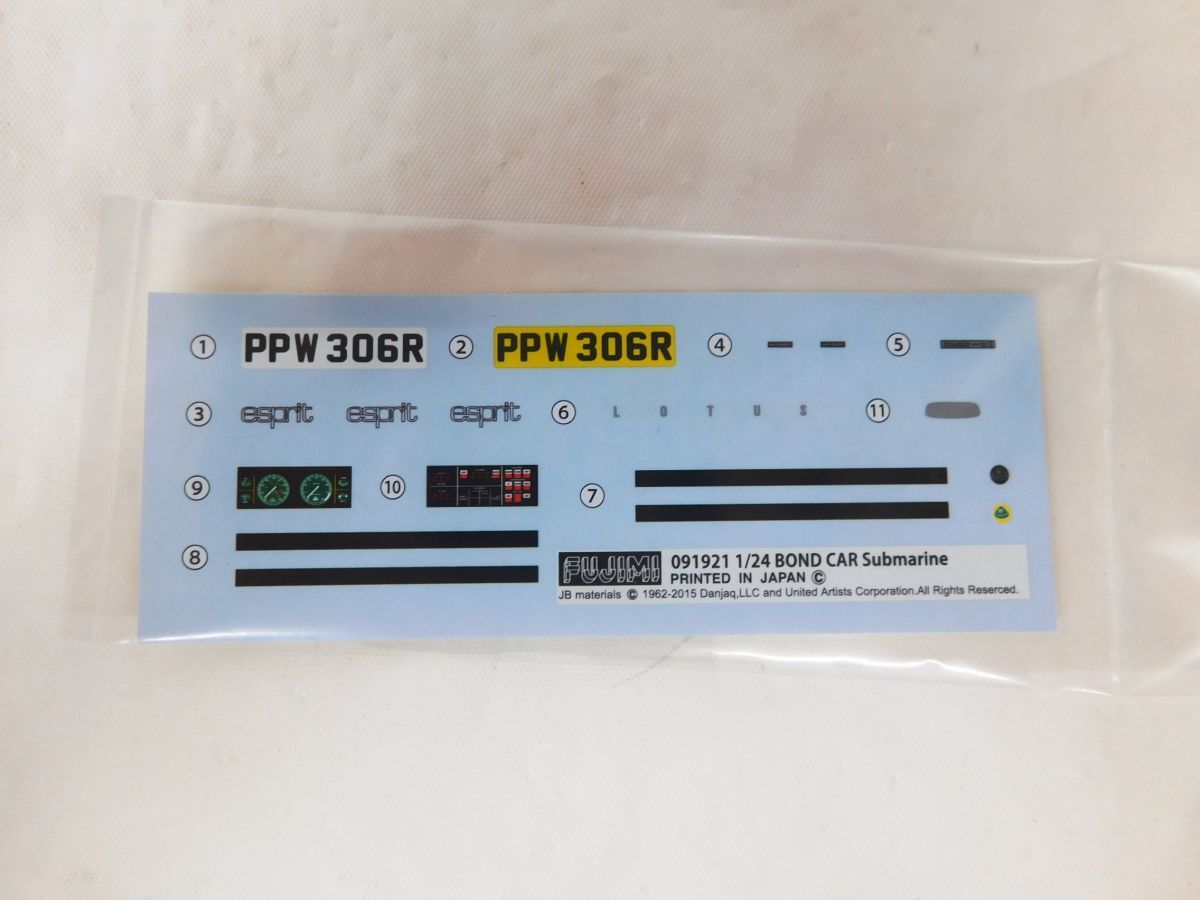 ① PPW 306R ② PPW 306R ④ ⑤
③ esprit esprit esprit ⑥ L O T U S ⑪
⑨ ⑩ ⑦
⑧
FUJIMI 091921 1/24 BOND CAR Submarine
PRINTED IN JAPAN ©
JB materials © 1962-2015 Danjaq,LLC and United Artists Corporation.All Rights Reserced.